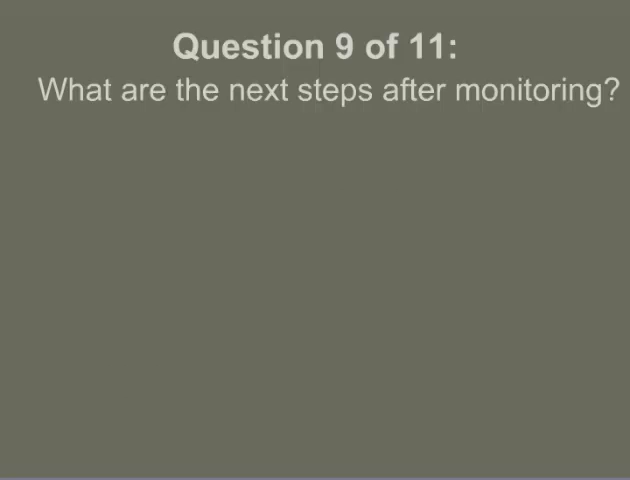 Question 9 of 11:
What are the next steps after monitoring?